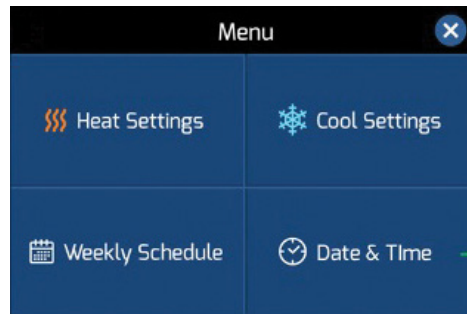 Menu
Heat Settings
Cool Settings
Weekly Schedule
Date & TIme